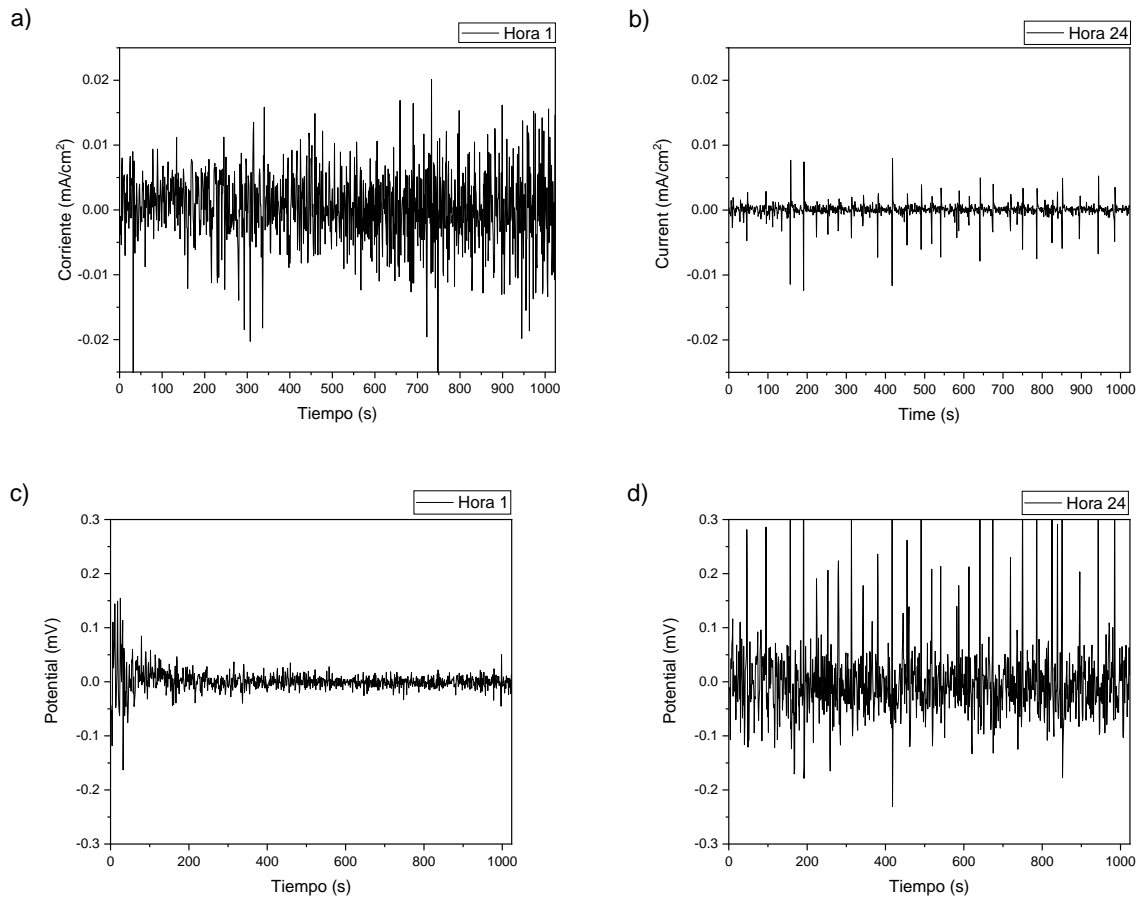 a)
Hora 1
0.02
0.01
0.00
-0.01
-0.02
Corriente (mA/cm²)
0 100 200 300 400 500 600 700 800 900 1000
Tiempo (s)
b)
Hora 24
0.02
0.01
0.00
-0.01
-0.02
Current (mA/cm²)
0 100 200 300 400 500 600 700 800 900 1000
Time (s)
c)
Hora 1
0.3
0.2
0.1
0.0
-0.1
-0.2
-0.3
Potential (mV)
0 200 400 600 800 1000
Tiempo (s)
d)
Hora 24
0.3
0.2
0.1
0.0
-0.1
-0.2
-0.3
Potential (mV)
0 200 400 600 800 1000
Tiempo (s)